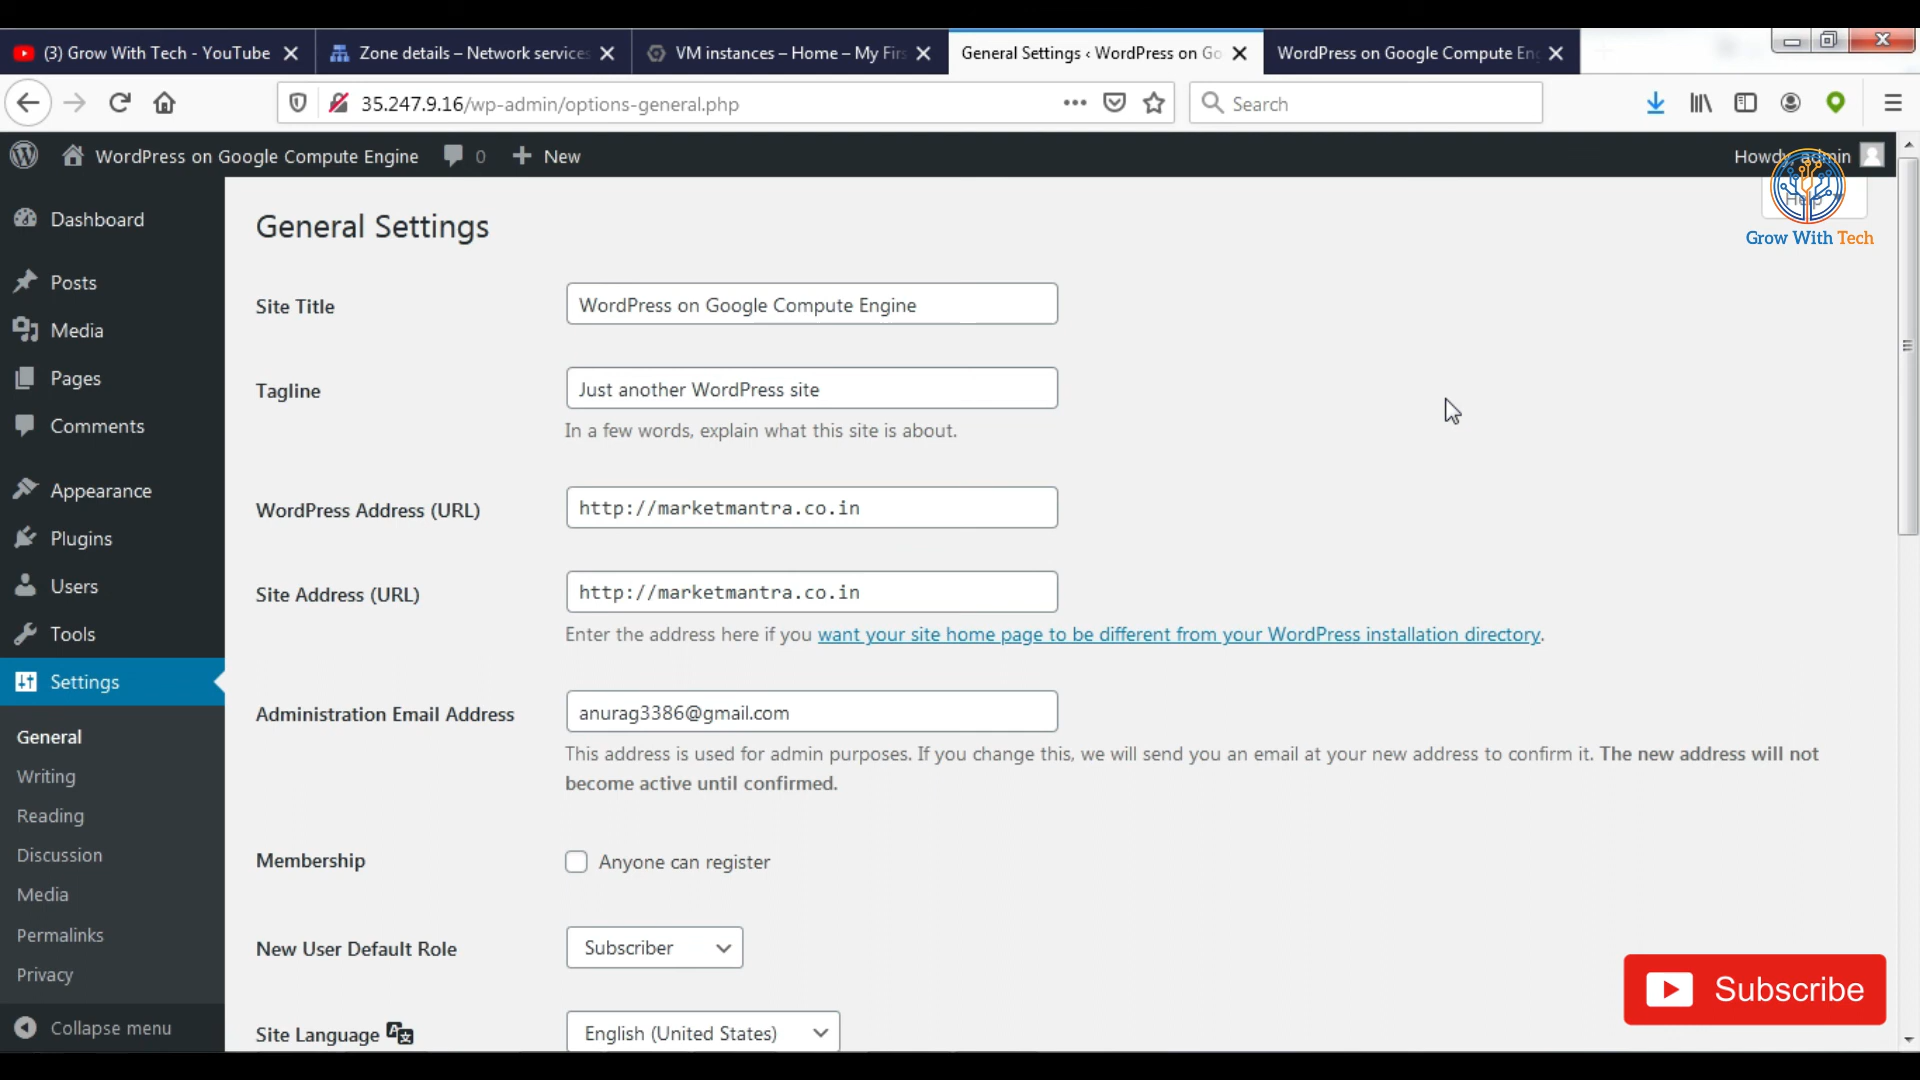 (3) Grow With Tech - YouTube
Zone details – Network services
VM instances – Home – My Firs
General Settings ‹ WordPress on Go
WordPress on Google Compute Eng
35.247.9.16/wp-admin/options-general.php
Search
WordPress on Google Compute Engine
0
New
Howdy, admin
Help
Grow With Tech
Dashboard
Posts
Media
Pages
Comments
Appearance
Plugins
Users
Tools
Settings
General
Writing
Reading
Discussion
Media
Permalinks
Privacy
Collapse menu
General Settings
Site Title
WordPress on Google Compute Engine
Tagline
Just another WordPress site
In a few words, explain what this site is about.
WordPress Address (URL)
http://marketmantra.co.in
Site Address (URL)
http://marketmantra.co.in
Enter the address here if you want your site home page to be different from your WordPress installation directory.
Administration Email Address
anurag3386@gmail.com
This address is used for admin purposes. If you change this, we will send you an email at your new address to confirm it. The new address will not
become active until confirmed.
Membership
Anyone can register
New User Default Role
Subscriber
Site Language
English (United States)
Subscribe